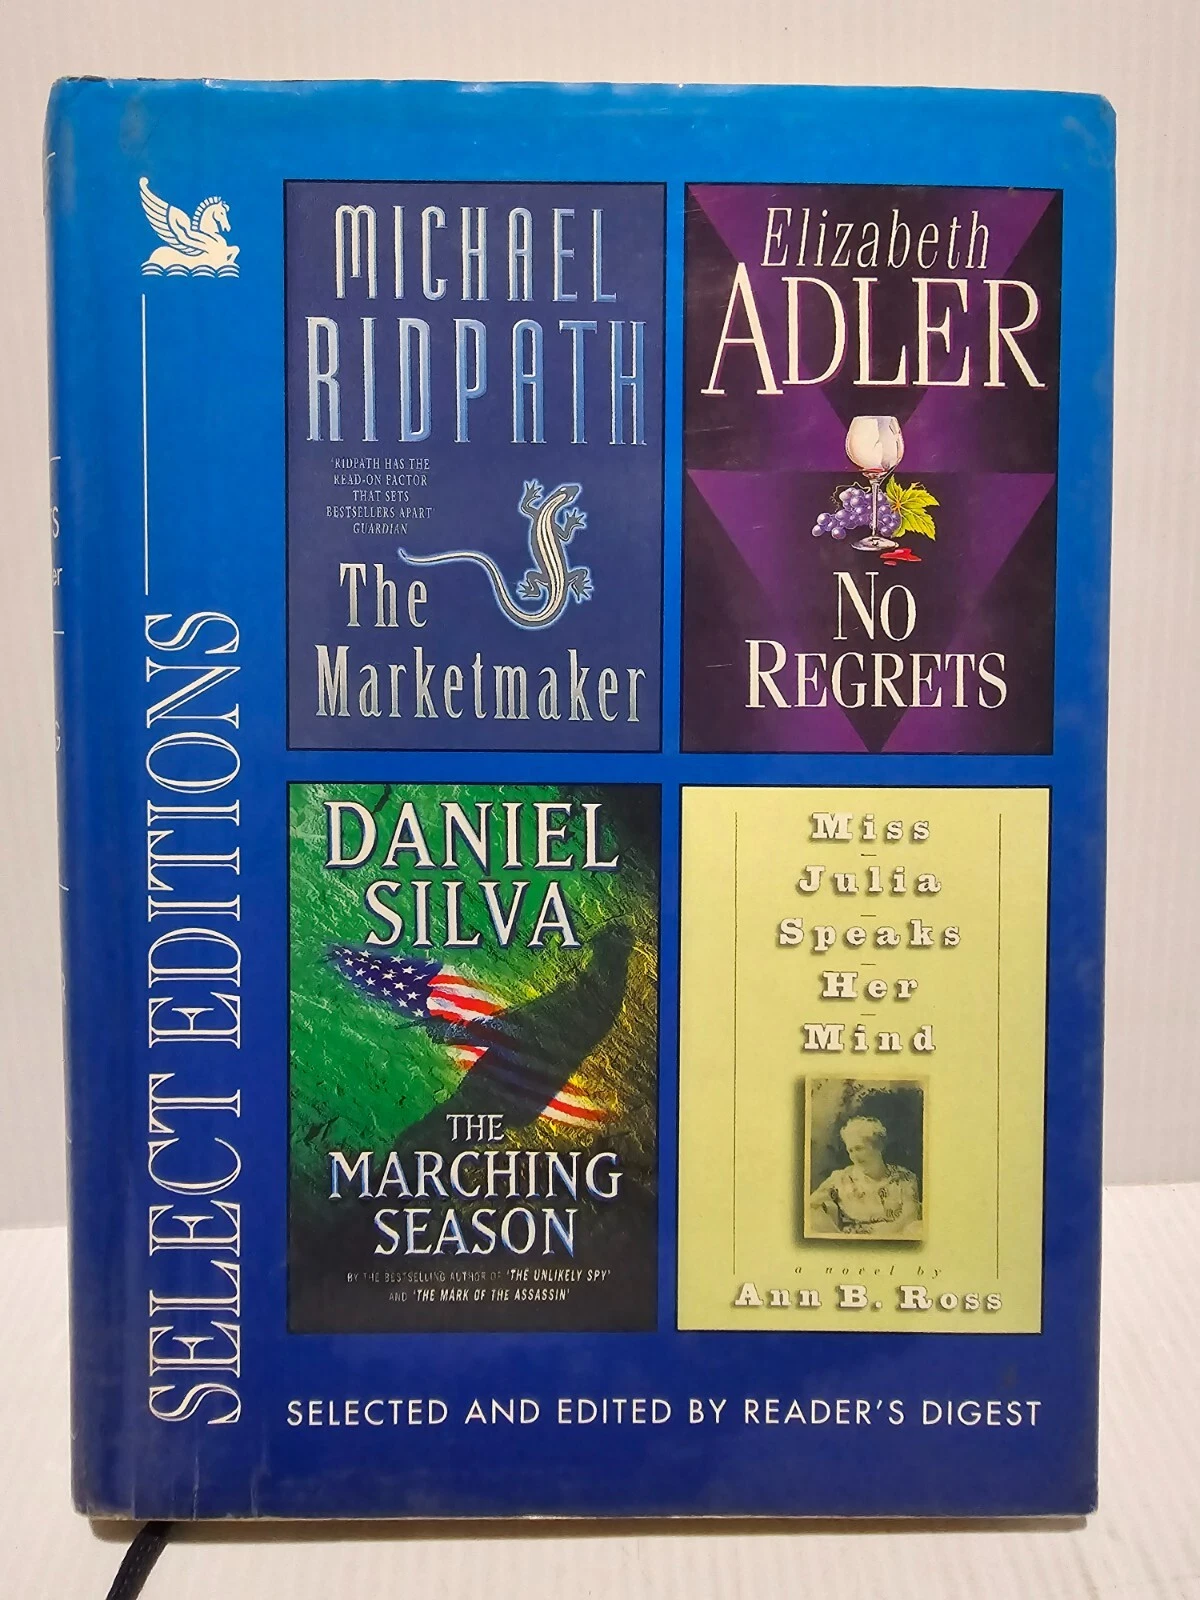 SELECT EDITIONS
MICHAEL
RIDPATH
'RIDPATH HAS THE
READ-ON FACTOR
THAT SETS
BESTSELLERS APART'
GUARDIAN
The
Marketmaker
Elizabeth
ADLER
NO
REGRETS
DANIEL
SILVA
THE
MARCHING
SEASON
BY THE BESTSELLING AUTHOR OF 'THE UNLIKELY SPY'
AND 'THE MARK OF THE ASSASSIN'
Miss
Julia
Speaks
Her
Mind
a novel by
Ann B. Ross
SELECTED AND EDITED BY READER'S DIGEST